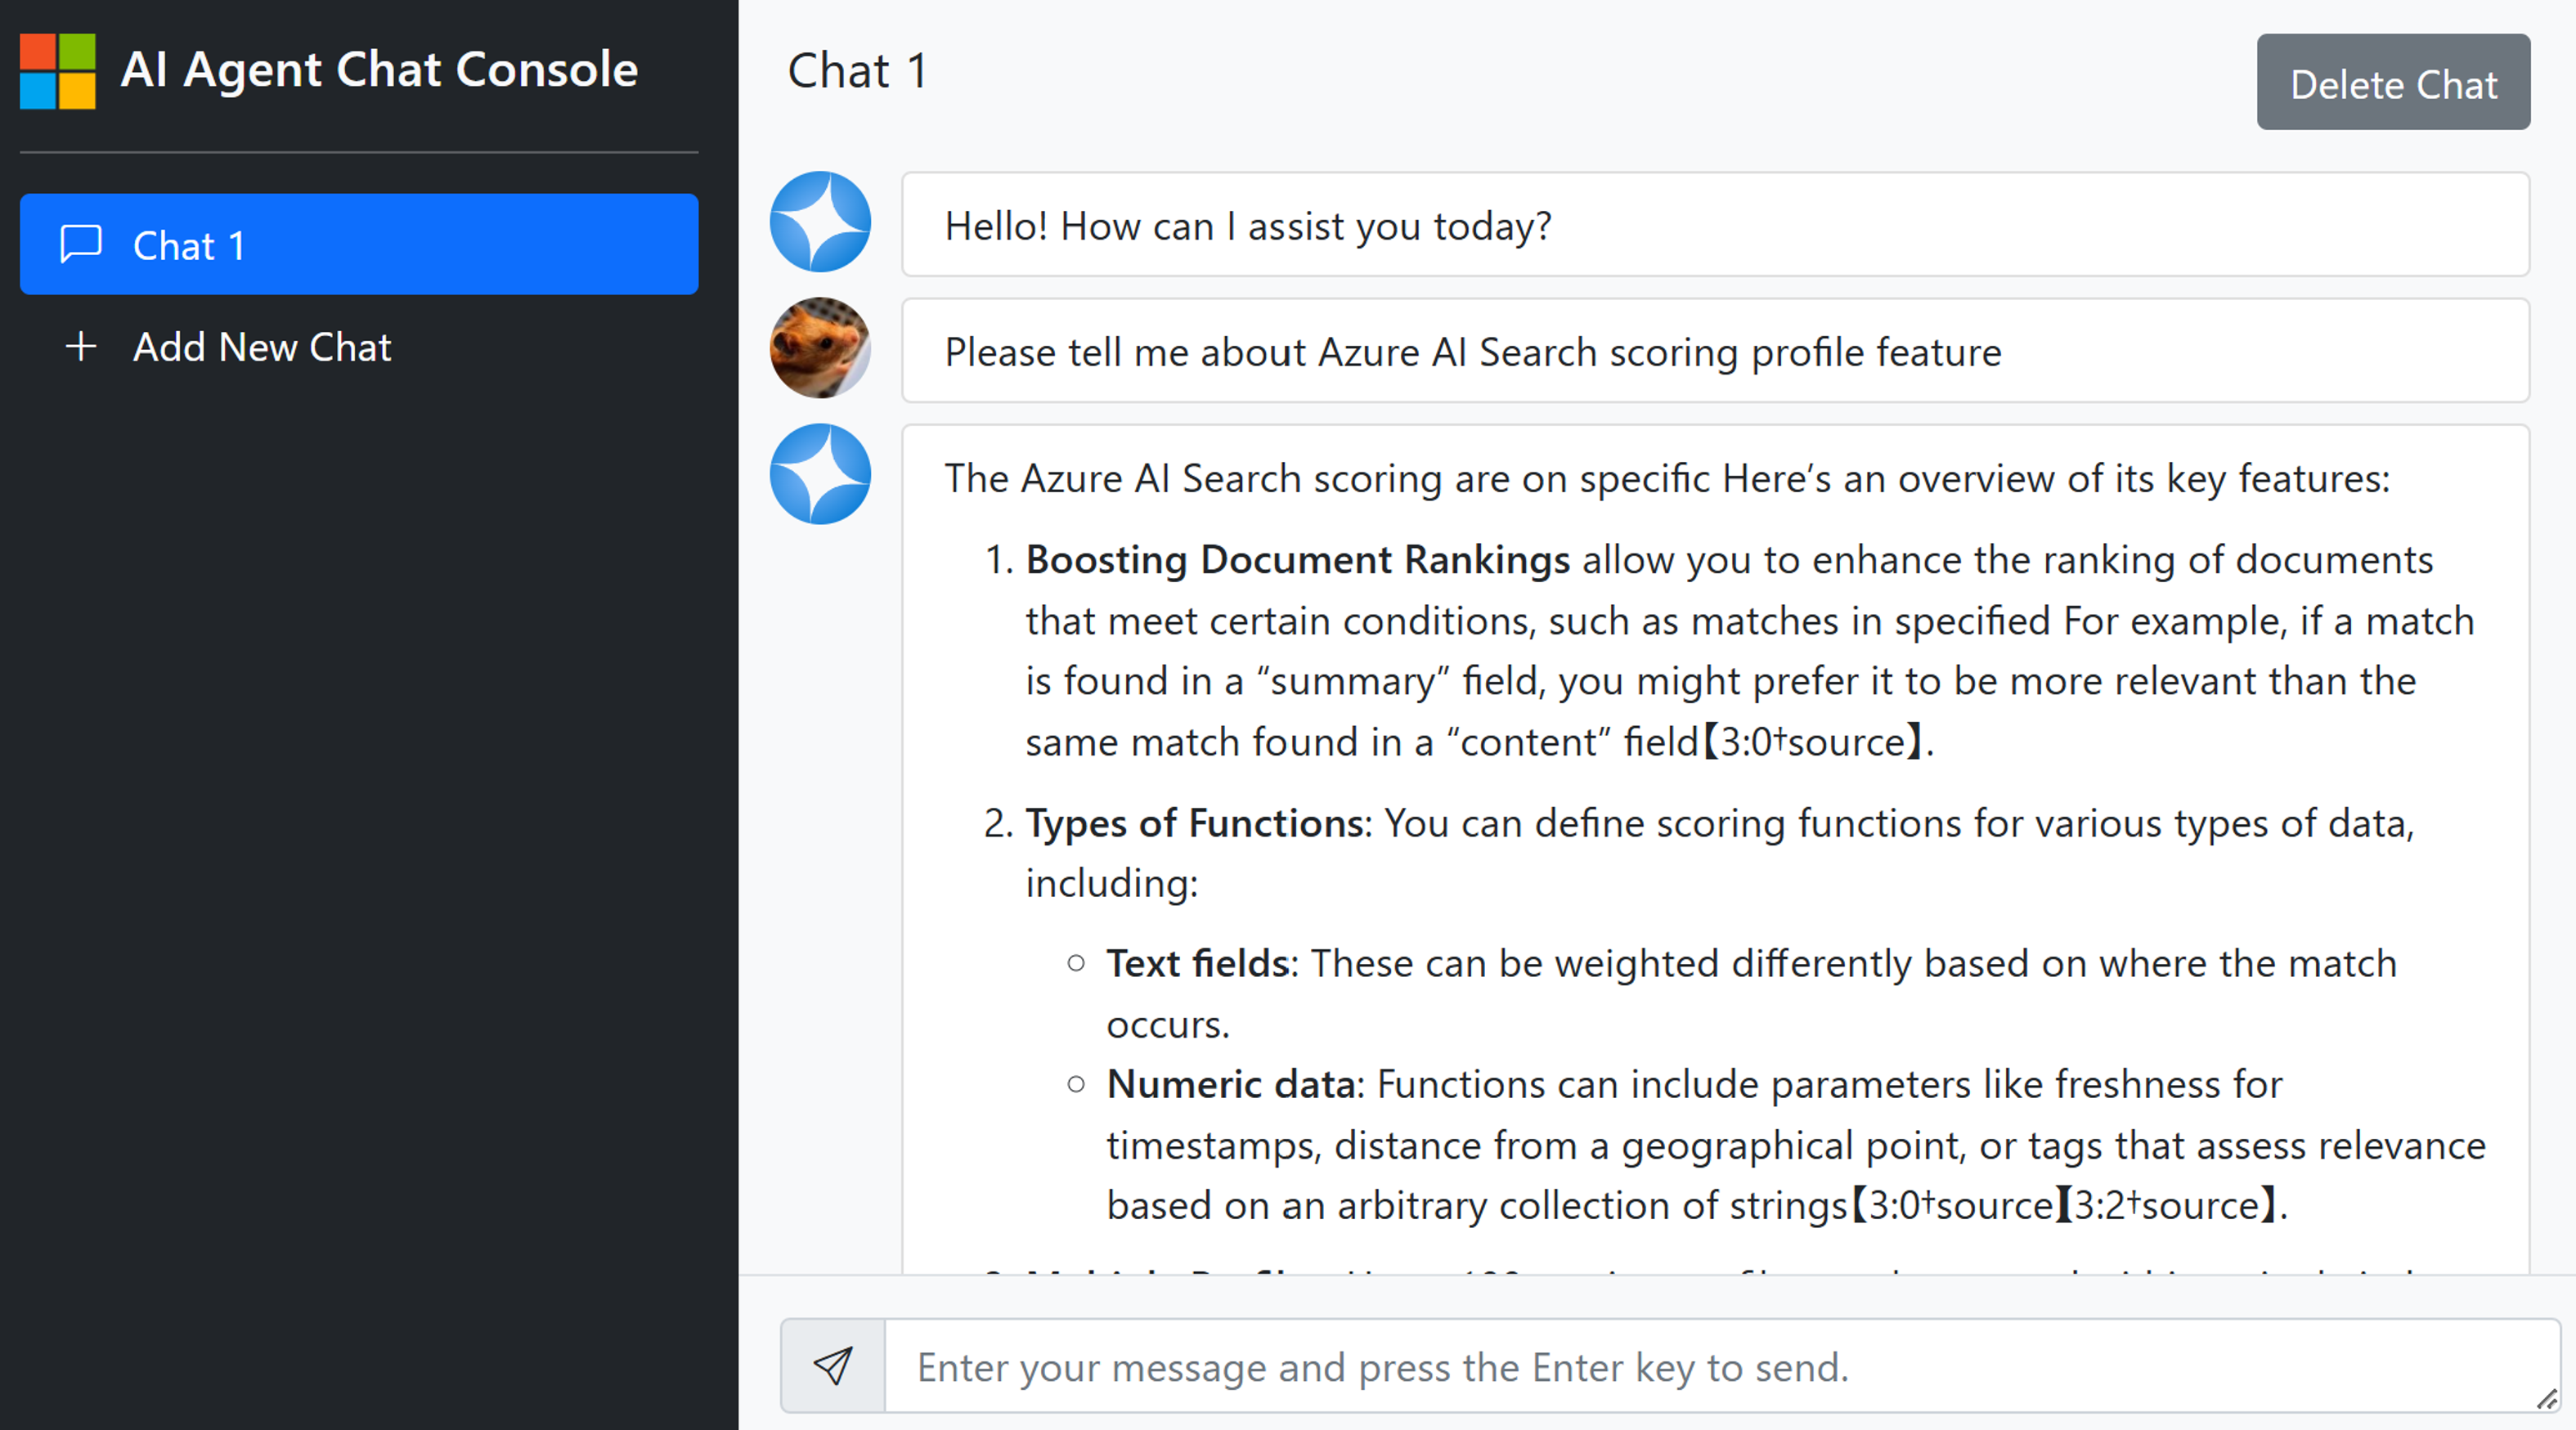 AI Agent Chat Console
Chat 1
Add New Chat
Chat 1
Delete Chat
Hello! How can I assist you today?
Please tell me about Azure AI Search scoring profile feature
The Azure AI Search scoring are on specific Here’s an overview of its key features:
1. Boosting Document Rankings allow you to enhance the ranking of documents
that meet certain conditions, such as matches in specified For example, if a match
is found in a “summary” field, you might prefer it to be more relevant than the
same match found in a “content” field【3:0†source】.
2. Types of Functions: You can define scoring functions for various types of data,
including:
○ Text fields: These can be weighted differently based on where the match
occurs.
○ Numeric data: Functions can include parameters like freshness for
timestamps, distance from a geographical point, or tags that assess relevance
based on an arbitrary collection of strings【3:0†source】【3:2†source】.
Enter your message and press the Enter key to send.